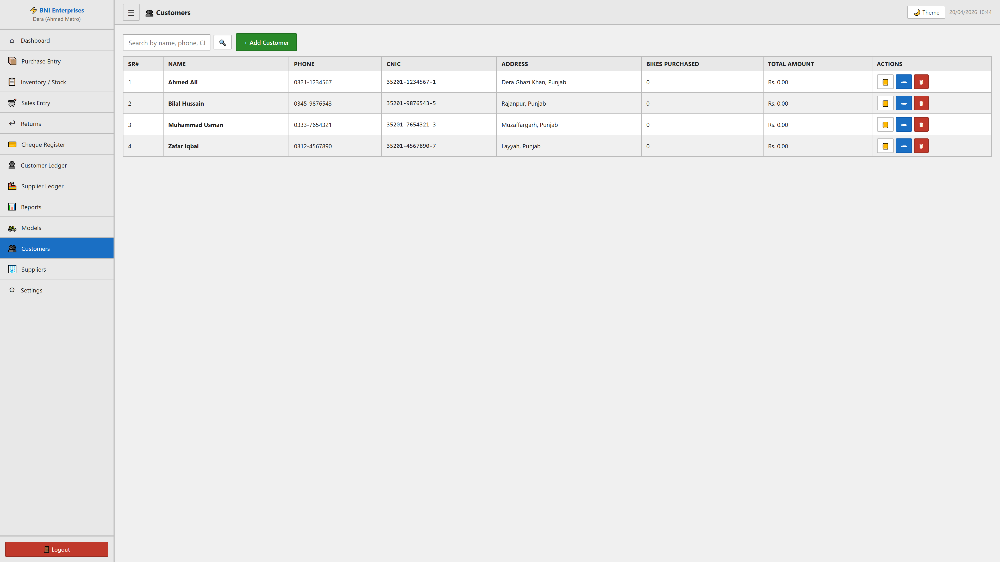 ⚡ BNI Enterprises
Dera (Ahmed Metro)
Dashboard
Purchase Entry
Inventory / Stock
Sales Entry
Returns
Cheque Register
Customer Ledger
Supplier Ledger
Reports
Models
Customers
Suppliers
Settings
Logout
☰ Customers
Theme 20/04/2026 10:44
Search by name, phone, CI
+ Add Customer
SR# NAME PHONE CNIC ADDRESS BIKES PURCHASED TOTAL AMOUNT ACTIONS
1 Ahmed Ali 0321-1234567 35201-1234567-1 Dera Ghazi Khan, Punjab 0 Rs. 0.00
2 Bilal Hussain 0345-9876543 35201-9876543-5 Rajanpur, Punjab 0 Rs. 0.00
3 Muhammad Usman 0333-7654321 35201-7654321-3 Muzaffargarh, Punjab 0 Rs. 0.00
4 Zafar Iqbal 0312-4567890 35201-4567890-7 Layyah, Punjab 0 Rs. 0.00